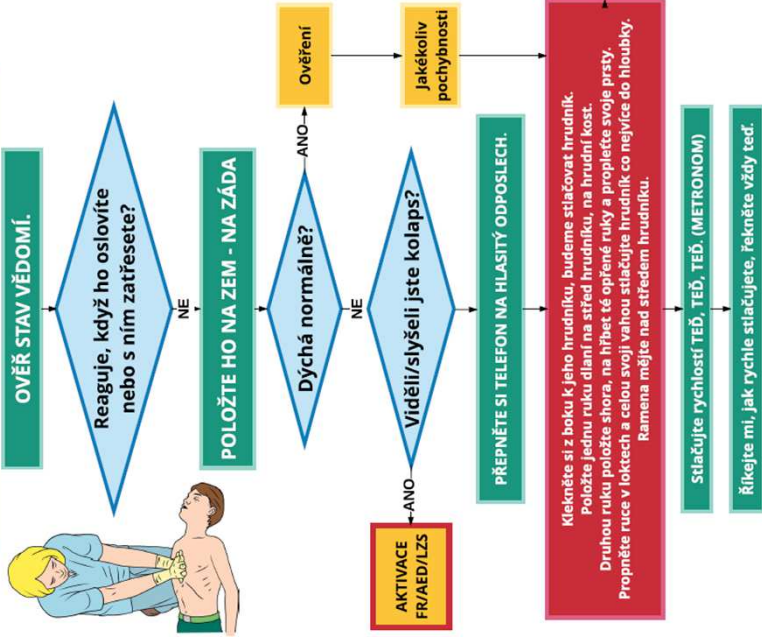 OVĚŘ STAV VĚDOMÍ.
Reaguje, když ho oslovíte
nebo s ním zatřesete?
NE
POLOŽTE HO NA ZEM - NA ZÁDA
Dýchá normálně?
ANO
Ověření
Jakékoliv
pochybnosti
NE
Viděli/slyšeli jste kolaps?
ANO
AKTIVACE
FR/AED/LZS
PŘEPNĚTE SI TELEFON NA HLASITÝ ODPOSLECH.
Klekněte si z boku k jeho hrudníku, budeme stlačovat hrudník.
Položte jednu ruku dlaní na střed hrudníku, na hrudní kost.
Druhou ruku položte shora, na hřbet té opřené ruky a propleťte svoje prsty.
Propněte ruce v loktech a celou svoji vahou stlačujte hrudník co nejvíce do hloubky.
Ramena mějte nad středem hrudníku.
Stlačujte rychlostí TEĎ, TEĎ, TEĎ. (METRONOM)
Říkejte mi, jak rychle stlačujete, řekněte vždy teď.